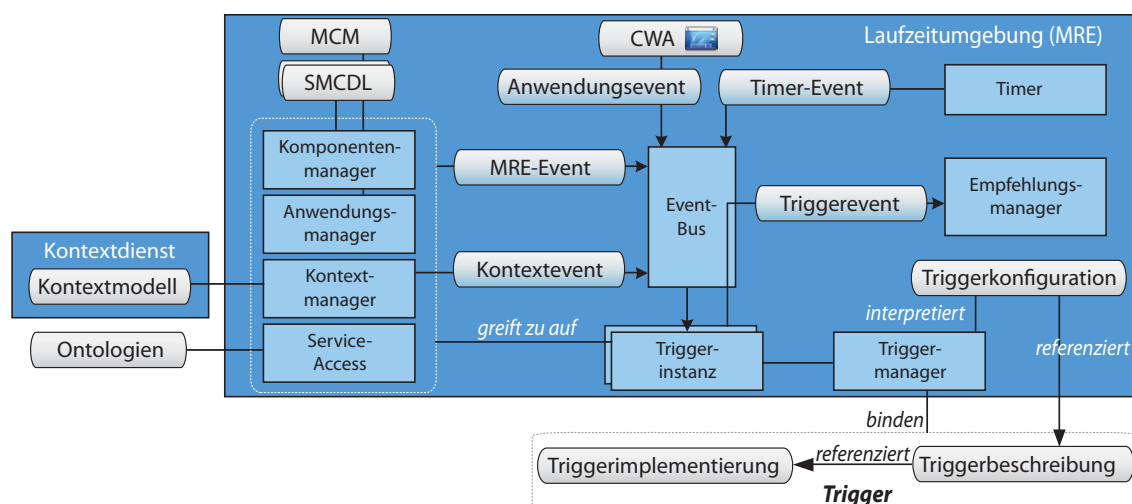 MCM
CWA
Laufzeitumgebung (MRE)
SMCDL
Anwendungsevent
Timer-Event
Timer
Komponenten-
manager
MRE-Event
Event-
Bus
Triggerevent
Empfehlungs-
manager
Anwendungs-
manager
Kontextdienst
Kontextmodell
Kontext-
manager
Kontextevent
Triggerkonfiguration
interpretiert
greift zu auf
referenziert
Ontologien
Service-
Access
Trigger-
instanz
Trigger-
manager
binden
Triggerimplementierung
referenziert
Triggerbeschreibung
Trigger